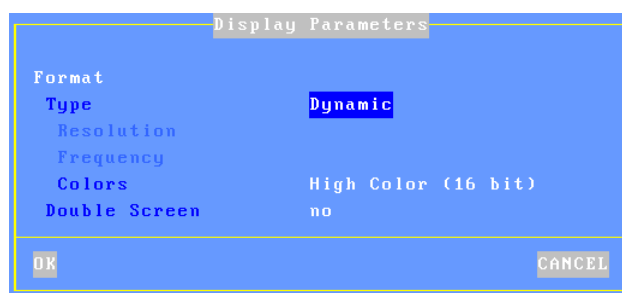 Display Parameters
Format
Type Dynamic
Resolution
Frequency
Colors High Color (16 bit)
Double Screen no
OK CANCEL